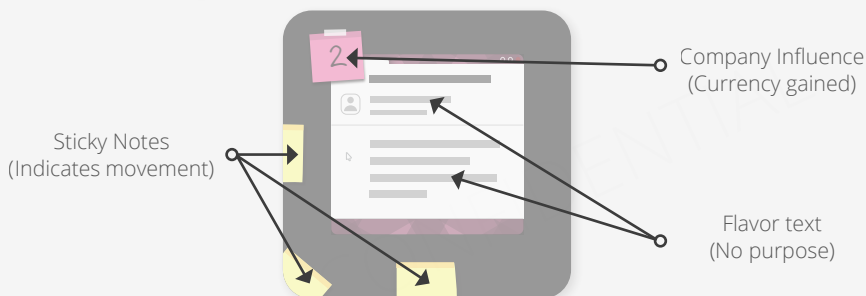 2
Company Influence
(Currency gained)
Sticky Notes
(Indicates movement)
Flavor text
(No purpose)